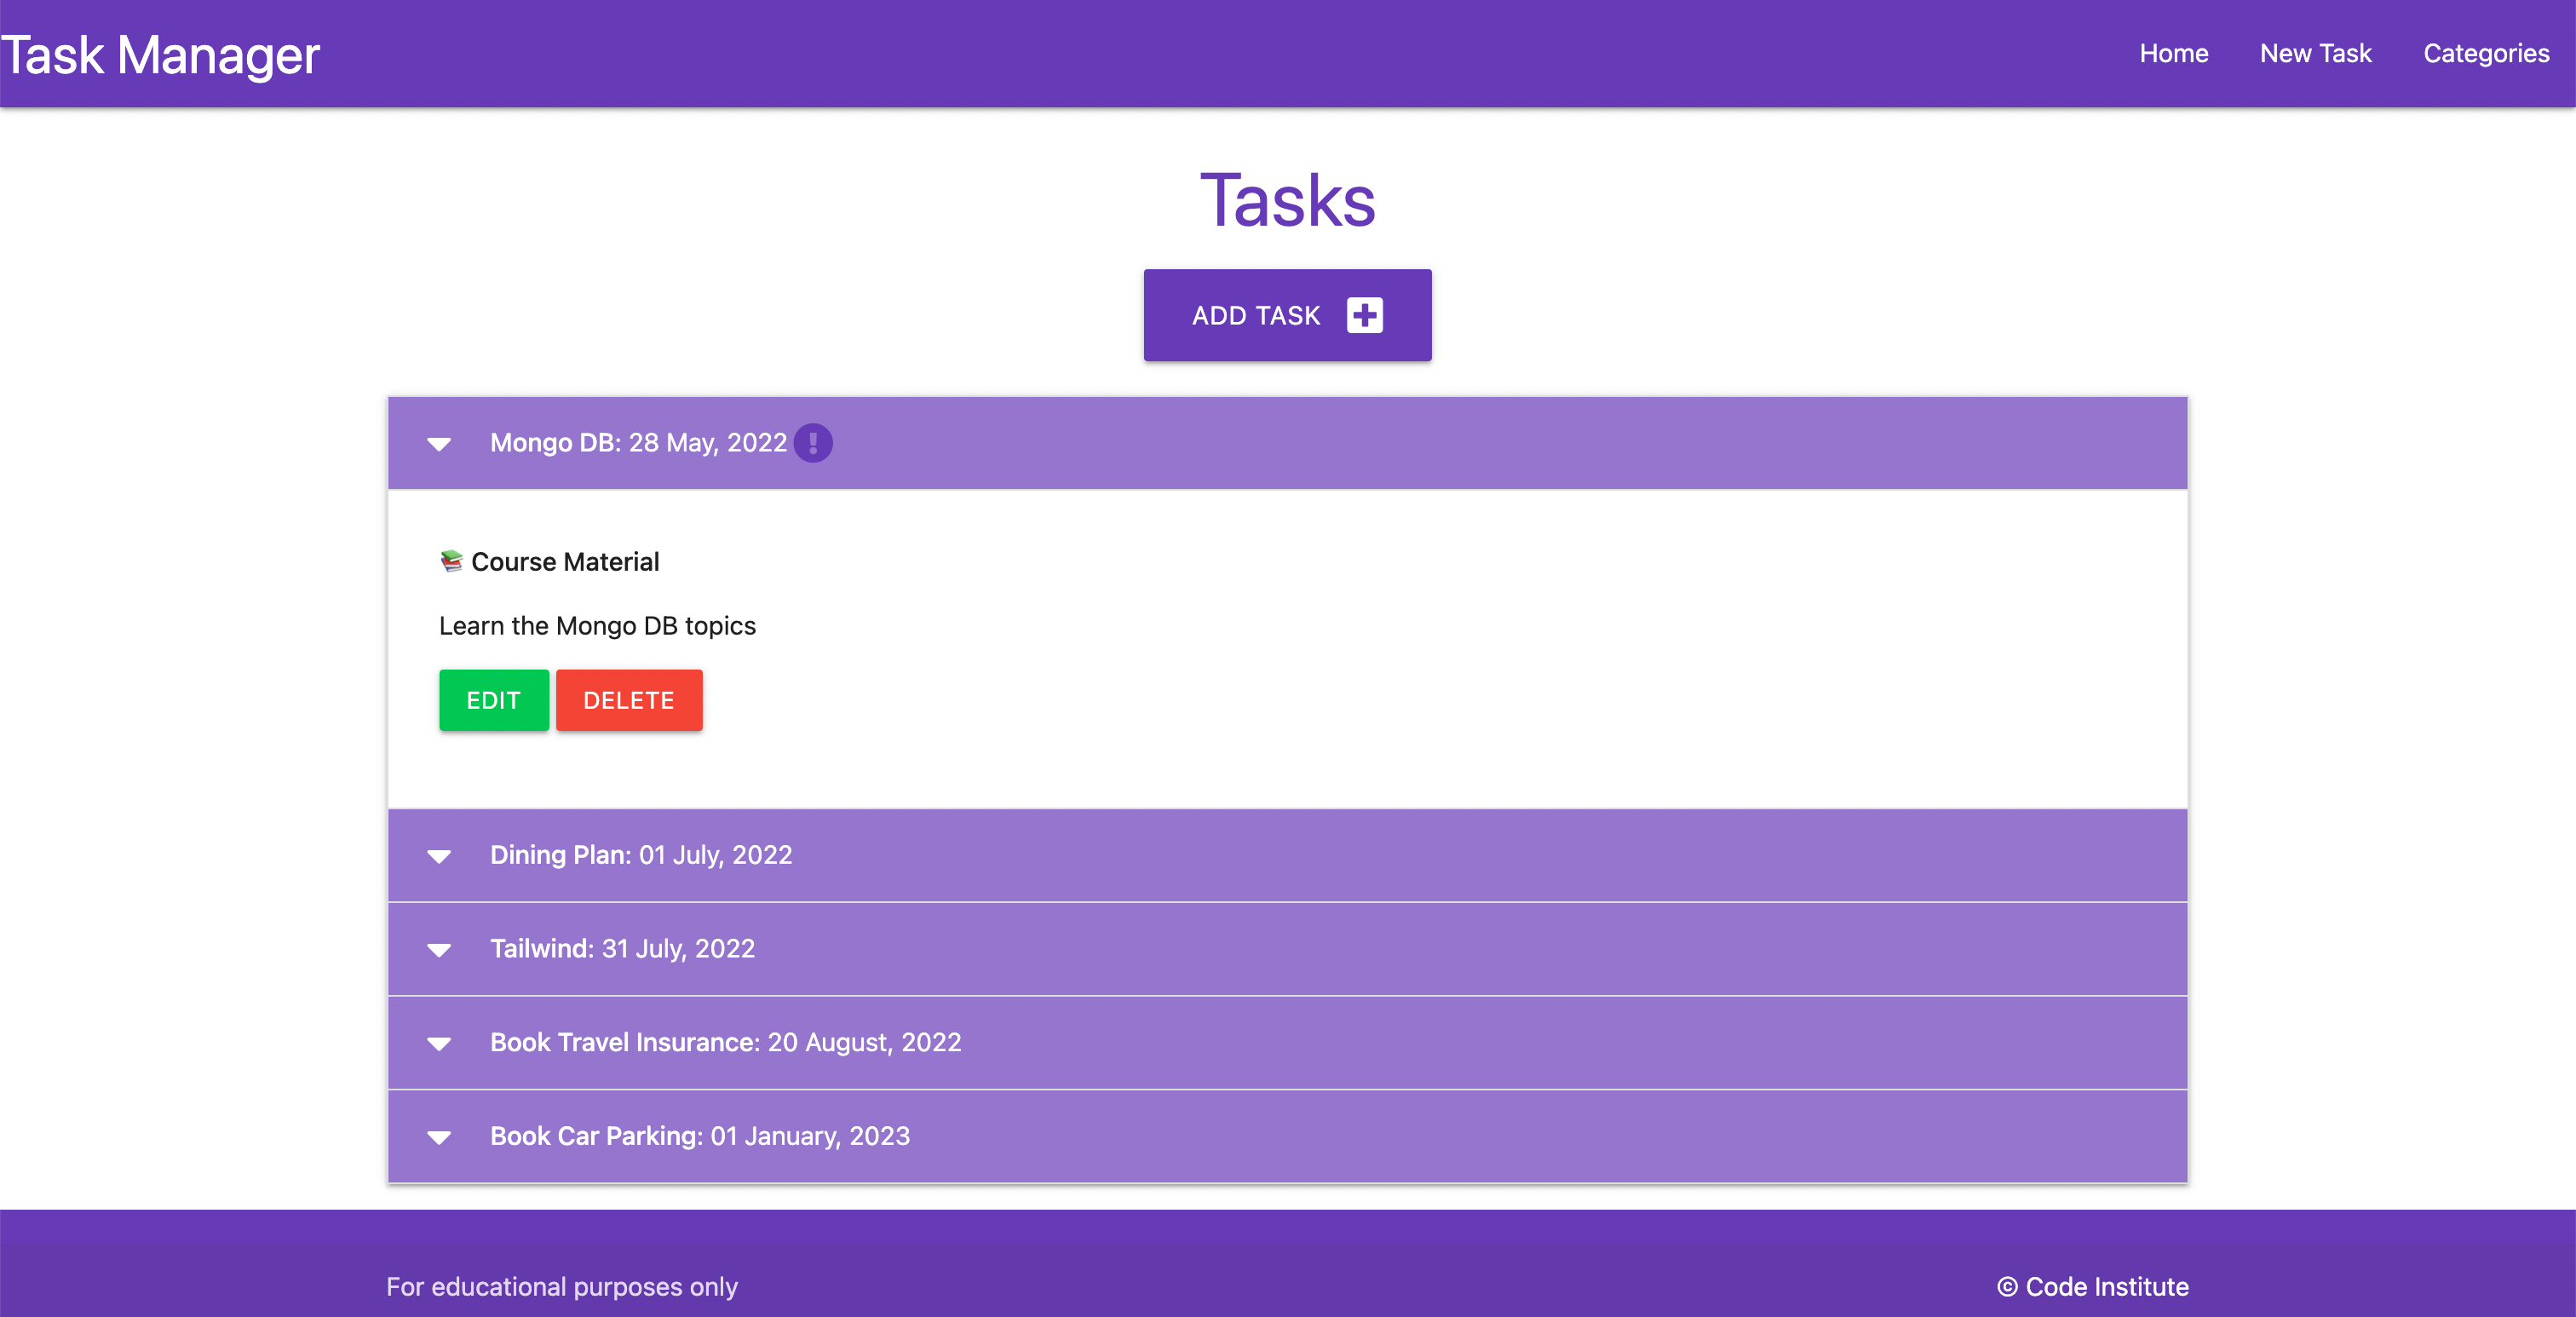 Task Manager
Home New Task Categories
Tasks
ADD TASK
Mongo DB: 28 May, 2022
📚 Course Material
Learn the Mongo DB topics
EDIT DELETE
Dining Plan: 01 July, 2022
Tailwind: 31 July, 2022
Book Travel Insurance: 20 August, 2022
Book Car Parking: 01 January, 2023
For educational purposes only
© Code Institute